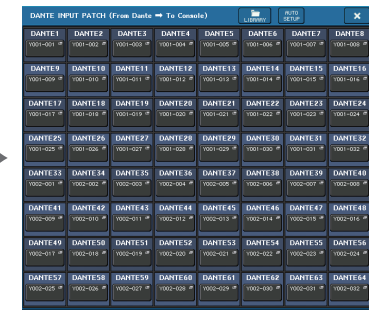 DANTE INPUT PATCH (From Dante ➡ To Console)
LIBRARY
AUTO
SETUP
DANTE1 DANTE2 DANTE3 DANTE4 DANTE5 DANTE6 DANTE7 DANTE8
Y001-001 Y001-002 Y001-003 Y001-004 Y001-005 Y001-006 Y001-007 Y001-008
DANTE9 DANTE10 DANTE11 DANTE12 DANTE13 DANTE14 DANTE15 DANTE16
Y001-009 Y001-010 Y001-011 Y001-012 Y001-013 Y001-014 Y001-015 Y001-016
DANTE17 DANTE18 DANTE19 DANTE20 DANTE21 DANTE22 DANTE23 DANTE24
Y001-017 Y001-018 Y001-019 Y001-020 Y001-021 Y001-022 Y001-023 Y001-024
DANTE25 DANTE26 DANTE27 DANTE28 DANTE29 DANTE30 DANTE31 DANTE32
Y001-025 Y001-026 Y001-027 Y001-028 Y001-029 Y001-030 Y001-031 Y001-032
DANTE33 DANTE34 DANTE35 DANTE36 DANTE37 DANTE38 DANTE39 DANTE40
Y002-001 Y002-002 Y002-003 Y002-004 Y002-005 Y002-006 Y002-007 Y002-008
DANTE41 DANTE42 DANTE43 DANTE44 DANTE45 DANTE46 DANTE47 DANTE48
Y002-009 Y002-010 Y002-011 Y002-012 Y002-013 Y002-014 Y002-015 Y002-016
DANTE49 DANTE50 DANTE51 DANTE52 DANTE53 DANTE54 DANTE55 DANTE56
Y002-017 Y002-018 Y002-019 Y002-020 Y002-021 Y002-022 Y002-023 Y002-024
DANTE57 DANTE58 DANTE59 DANTE60 DANTE61 DANTE62 DANTE63 DANTE64
Y002-025 Y002-026 Y002-027 Y002-028 Y002-029 Y002-030 Y002-031 Y002-032